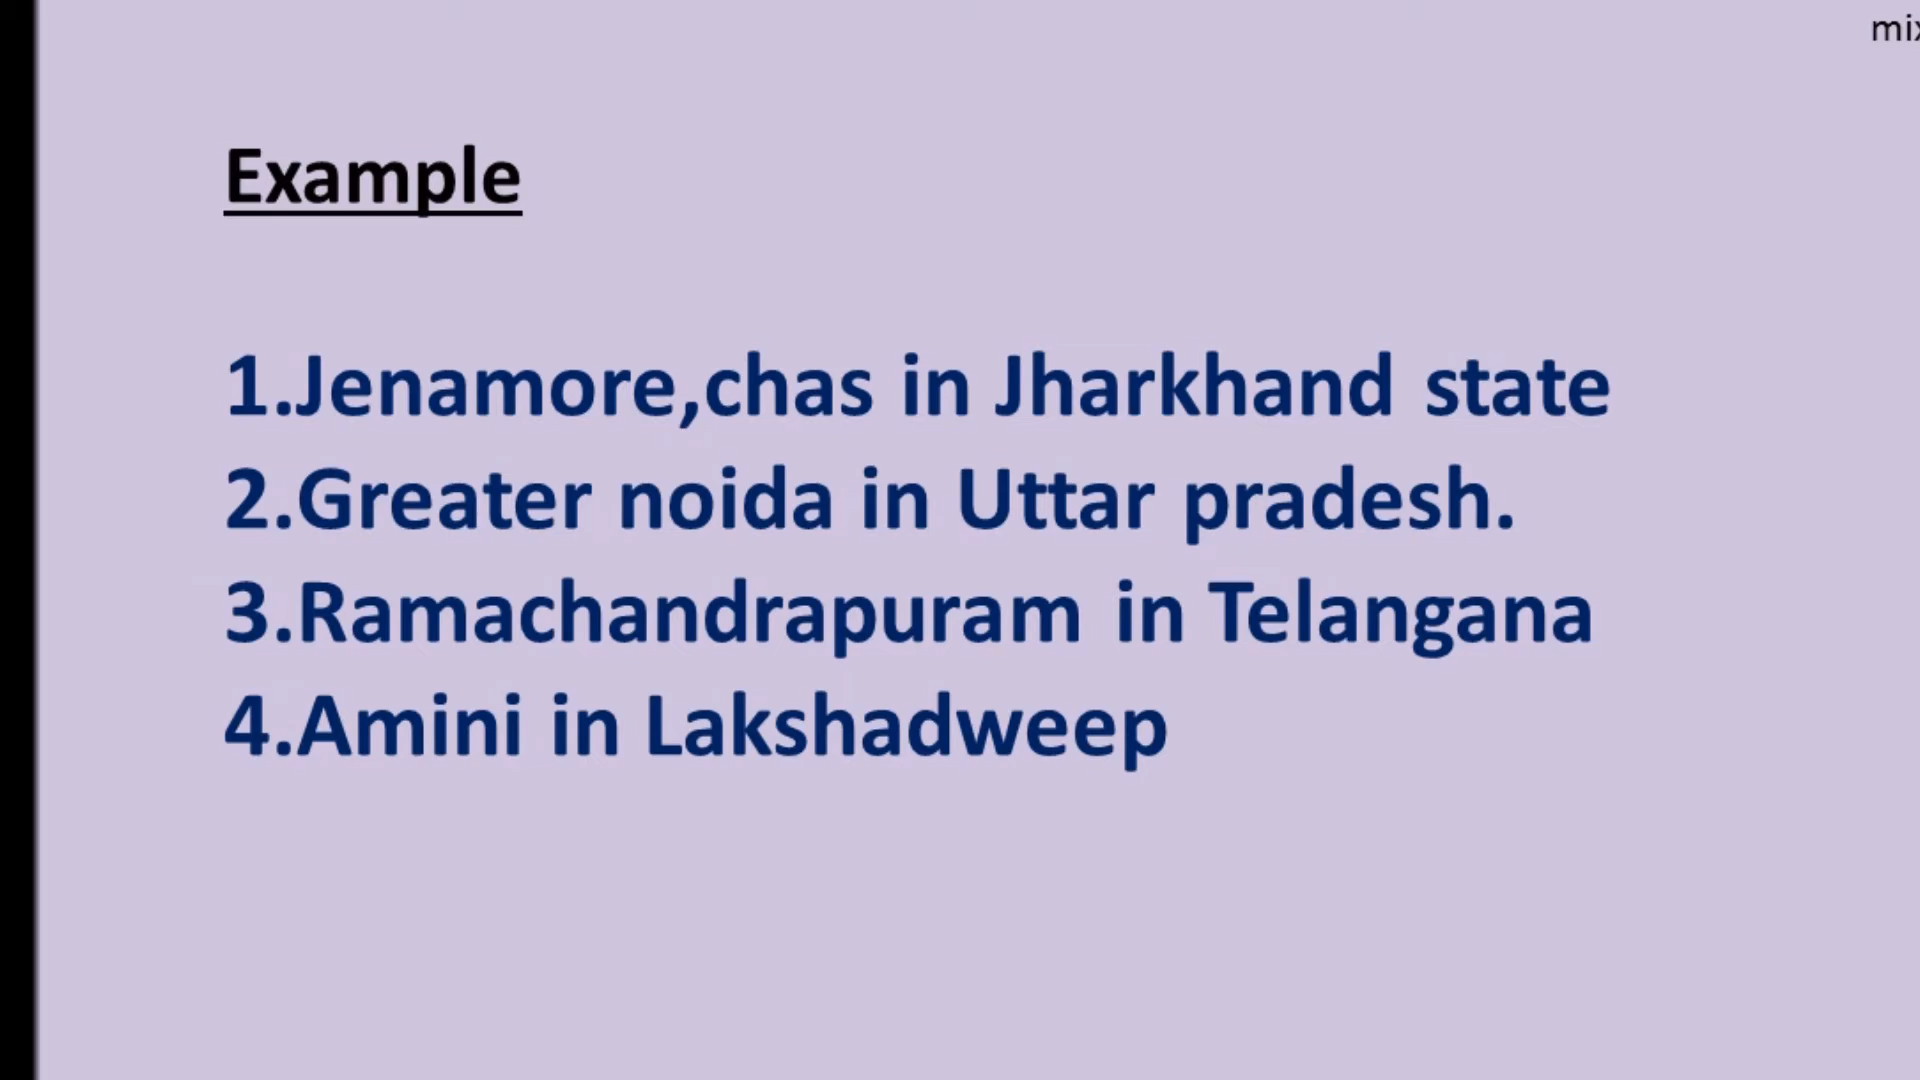 mix
Example
1.Jenamore,chas in Jharkhand state
2.Greater noida in Uttar pradesh.
3.Ramachandrapuram in Telangana
4.Amini in Lakshadweep